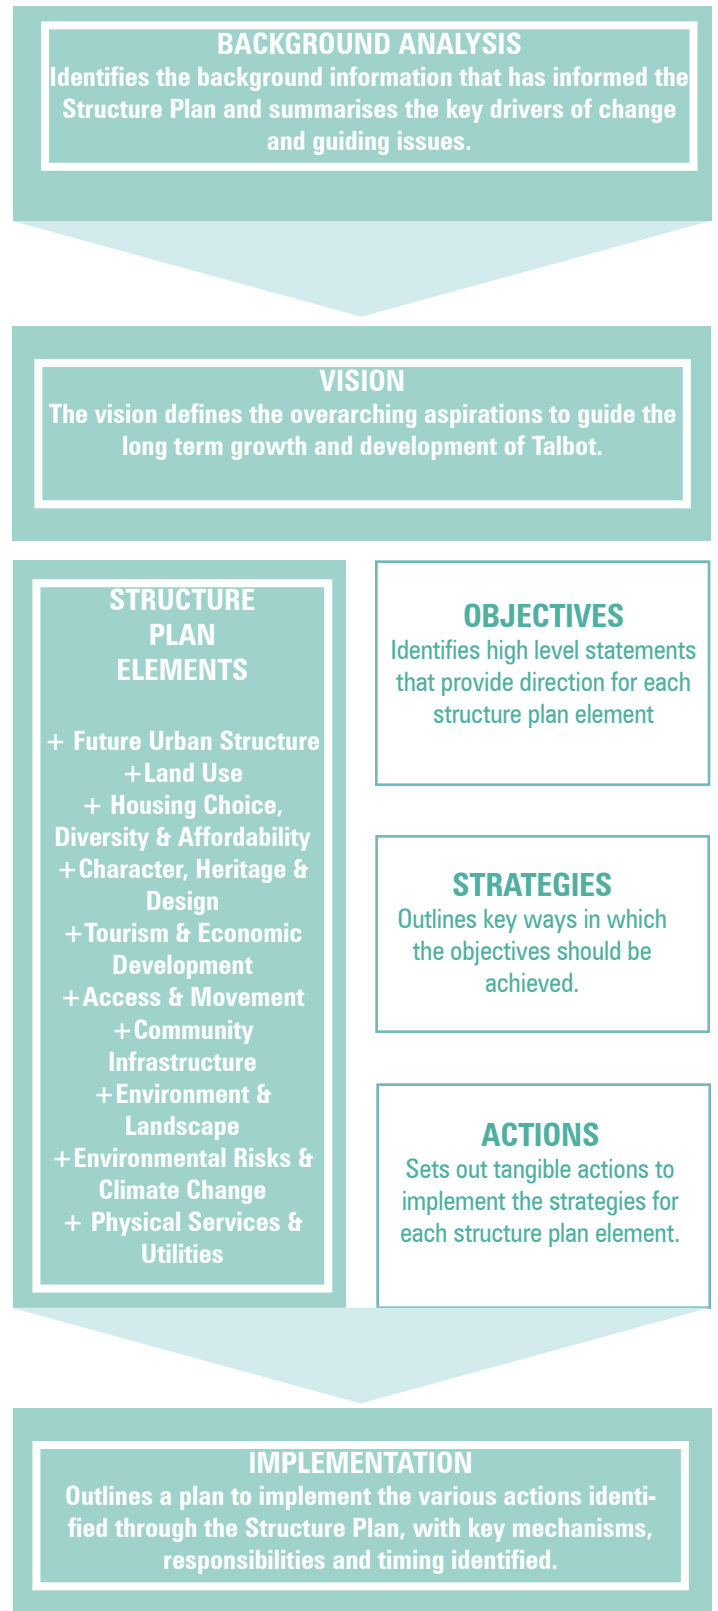 BACKGROUND ANALYSIS
Identifies the background information that has informed the
Structure Plan and summarises the key drivers of change
and guiding issues.
VISION
The vision defines the overarching aspirations to guide the
long term growth and development of Talbot.
STRUCTURE
PLAN
ELEMENTS
+ Future Urban Structure
+Land Use
+ Housing Choice,
Diversity & Affordability
+Character, Heritage &
Design
+Tourism & Economic
Development
+Access & Movement
+Community
Infrastructure
+Environment &
Landscape
+Environmental Risks &
Climate Change
+ Physical Services &
Utilities
OBJECTIVES
Identifies high level statements
that provide direction for each
structure plan element
STRATEGIES
Outlines key ways in which
the objectives should be
achieved.
ACTIONS
Sets out tangible actions to
implement the strategies for
each structure plan element.
IMPLEMENTATION
Outlines a plan to implement the various actions identi-
fied through the Structure Plan, with key mechanisms,
responsibilities and timing identified.